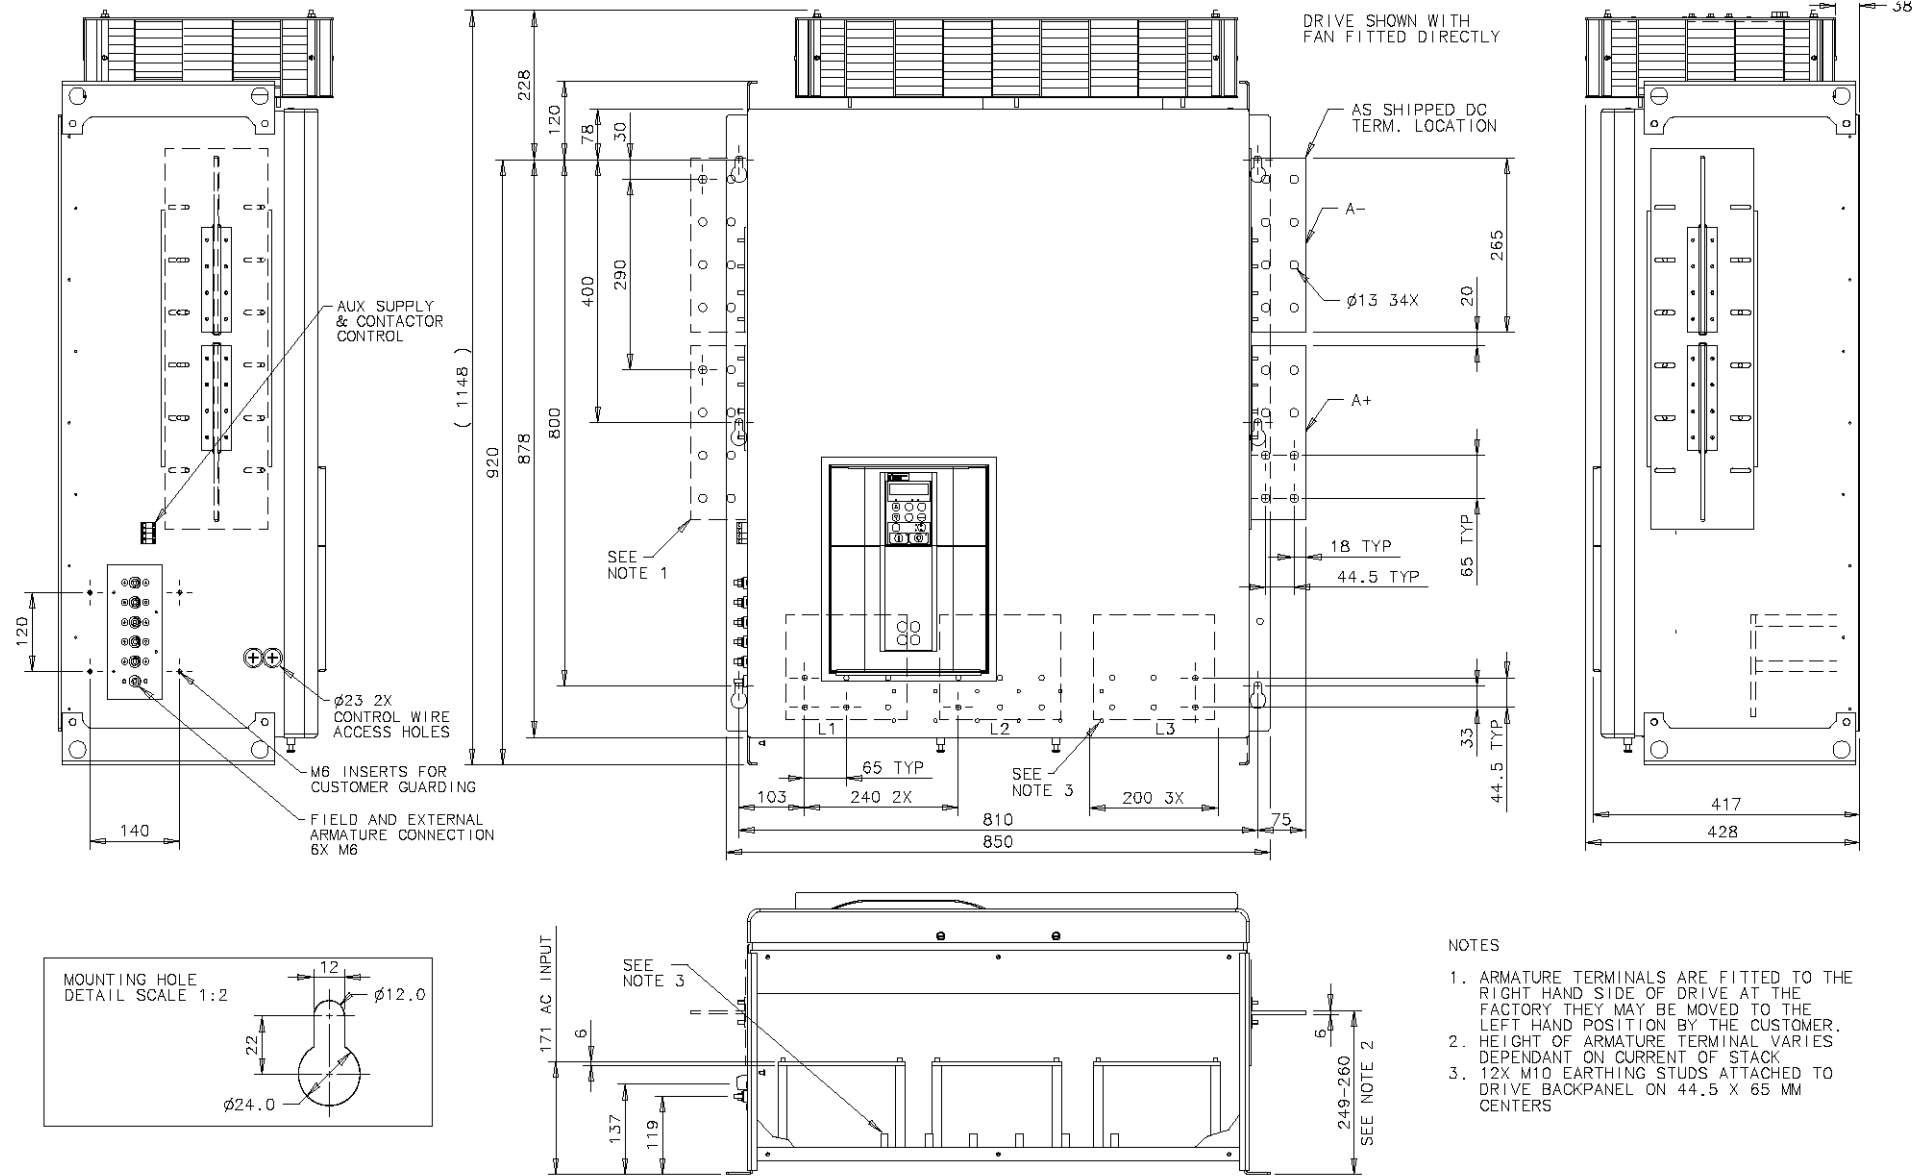 DRIVE SHOWN WITH
FAN FITTED DIRECTLY
38
228
120
78
30
AS SHIPPED DC
TERM. LOCATION
A-
265
ø13 34X
20
AUX SUPPLY
& CONTACTOR
CONTROL
400
290
( 1148 )
920
878
800
A+
SEE
NOTE 1
18 TYP
65 TYP
44.5 TYP
120
ø23 2X
CONTROL WIRE
ACCESS HOLES
M6 INSERTS FOR
CUSTOMER GUARDING
FIELD AND EXTERNAL
ARMATURE CONNECTION
6X M6
140
L1
L2
L3
33
44.5 TYP
65 TYP
SEE
NOTE 3
103
240 2X
200 3X
810
75
850
417
428
MOUNTING HOLE
DETAIL SCALE 1:2
12
ø12.0
22
ø24.0
171 AC INPUT
6
SEE
NOTE 3
137
119
6
249-260
SEE NOTE 2
NOTES
1. ARMATURE TERMINALS ARE FITTED TO THE
RIGHT HAND SIDE OF DRIVE AT THE
FACTORY THEY MAY BE MOVED TO THE
LEFT HAND POSITION BY THE CUSTOMER.
2. HEIGHT OF ARMATURE TERMINAL VARIES
DEPENDANT ON CURRENT OF STACK
3. 12X M10 EARTHING STUDS ATTACHED TO
DRIVE BACKPANEL ON 44.5 X 65 MM
CENTERS